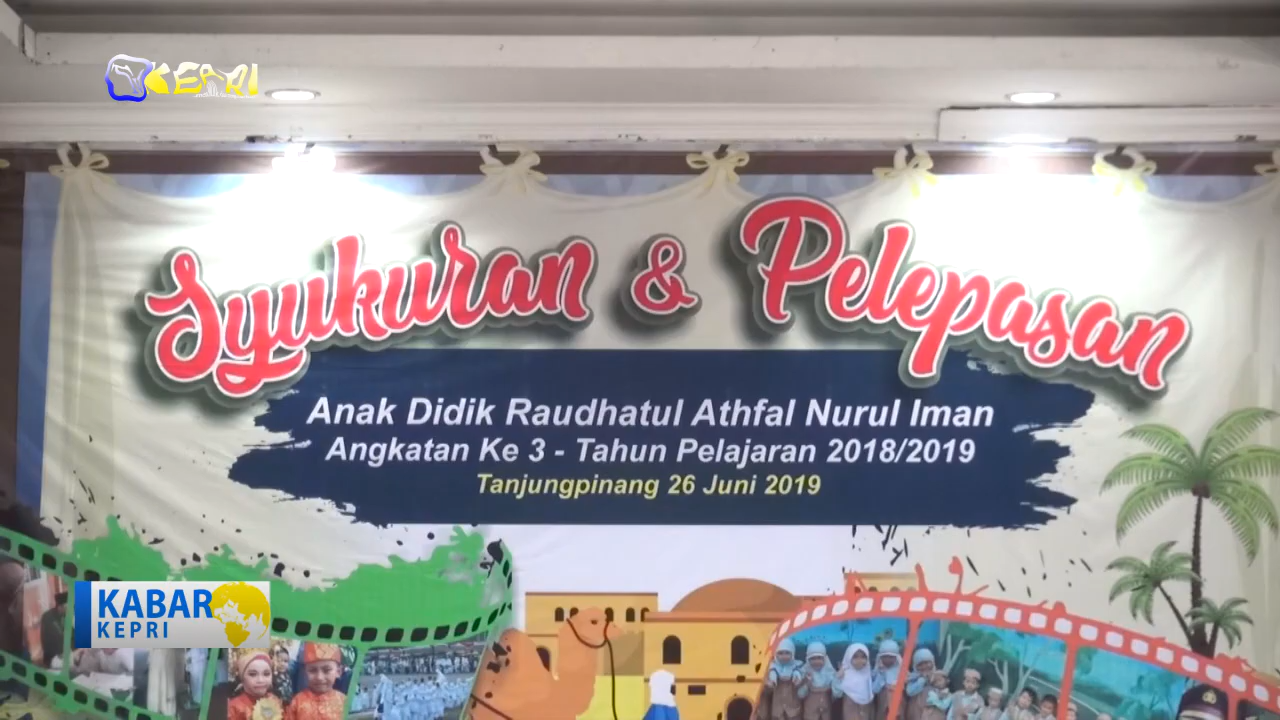 KEPRI
Syukuran & Pelepasan
Anak Didik Raudhatul Athfal Nurul Iman
Angkatan Ke 3 - Tahun Pelajaran 2018/2019
Tanjungpinang 26 Juni 2019
KABAR
KEPRI